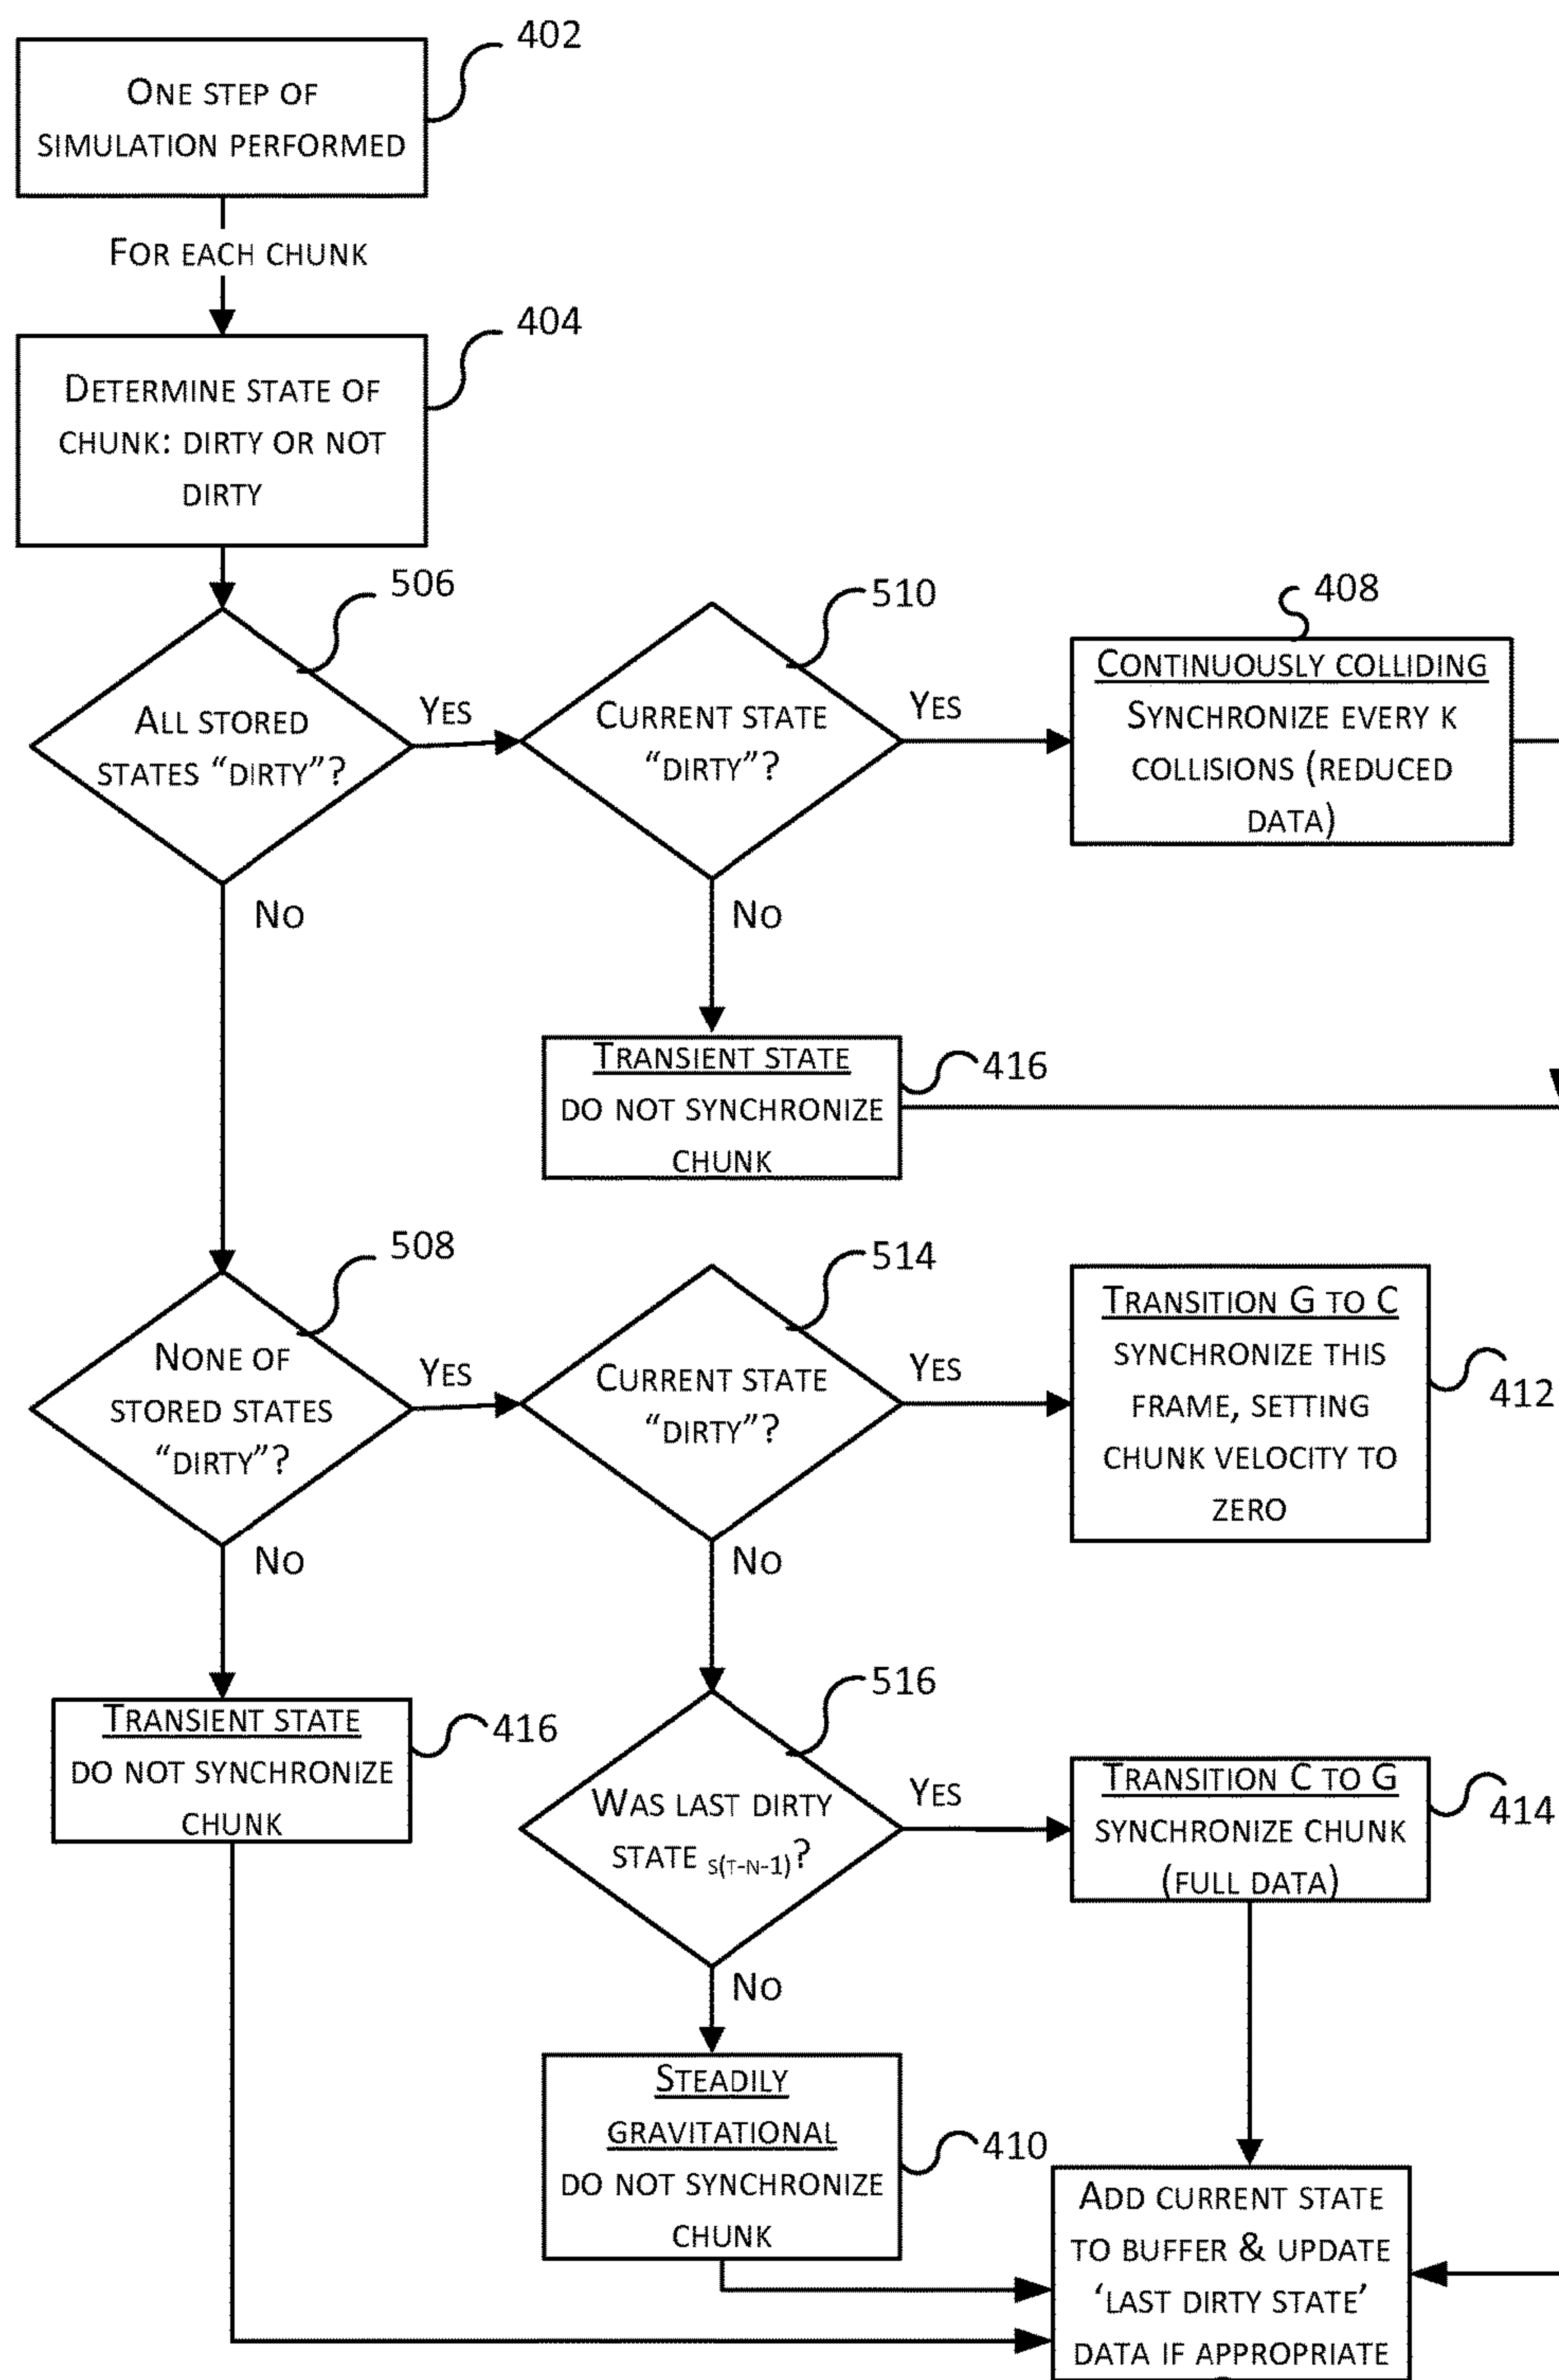 402
ONE STEP OF
SIMULATION PERFORMED
FOR EACH CHUNK
404
DETERMINE STATE OF
CHUNK: DIRTY OR NOT
DIRTY
506
ALL STORED
STATES “DIRTY”?
YES
NO
510
CURRENT STATE
“DIRTY”?
YES
NO
408
CONTINUOUSLY COLLIDING
SYNCHRONIZE EVERY K
COLLISIONS (REDUCED
DATA)
TRANSIENT STATE
DO NOT SYNCHRONIZE
CHUNK
416
508
NONE OF
STORED STATES
“DIRTY”?
YES
NO
514
CURRENT STATE
“DIRTY”?
YES
NO
TRANSITION G TO C
SYNCHRONIZE THIS
FRAME, SETTING
CHUNK VELOCITY TO
ZERO
412
TRANSIENT STATE
DO NOT SYNCHRONIZE
CHUNK
416
516
WAS LAST DIRTY
STATE S(T-N-1)?
YES
NO
TRANSITION C TO G
SYNCHRONIZE CHUNK
(FULL DATA)
414
STEADILY
GRAVITATIONAL
DO NOT SYNCHRONIZE
CHUNK
410
ADD CURRENT STATE
TO BUFFER & UPDATE
‘LAST DIRTY STATE’
DATA IF APPROPRIATE